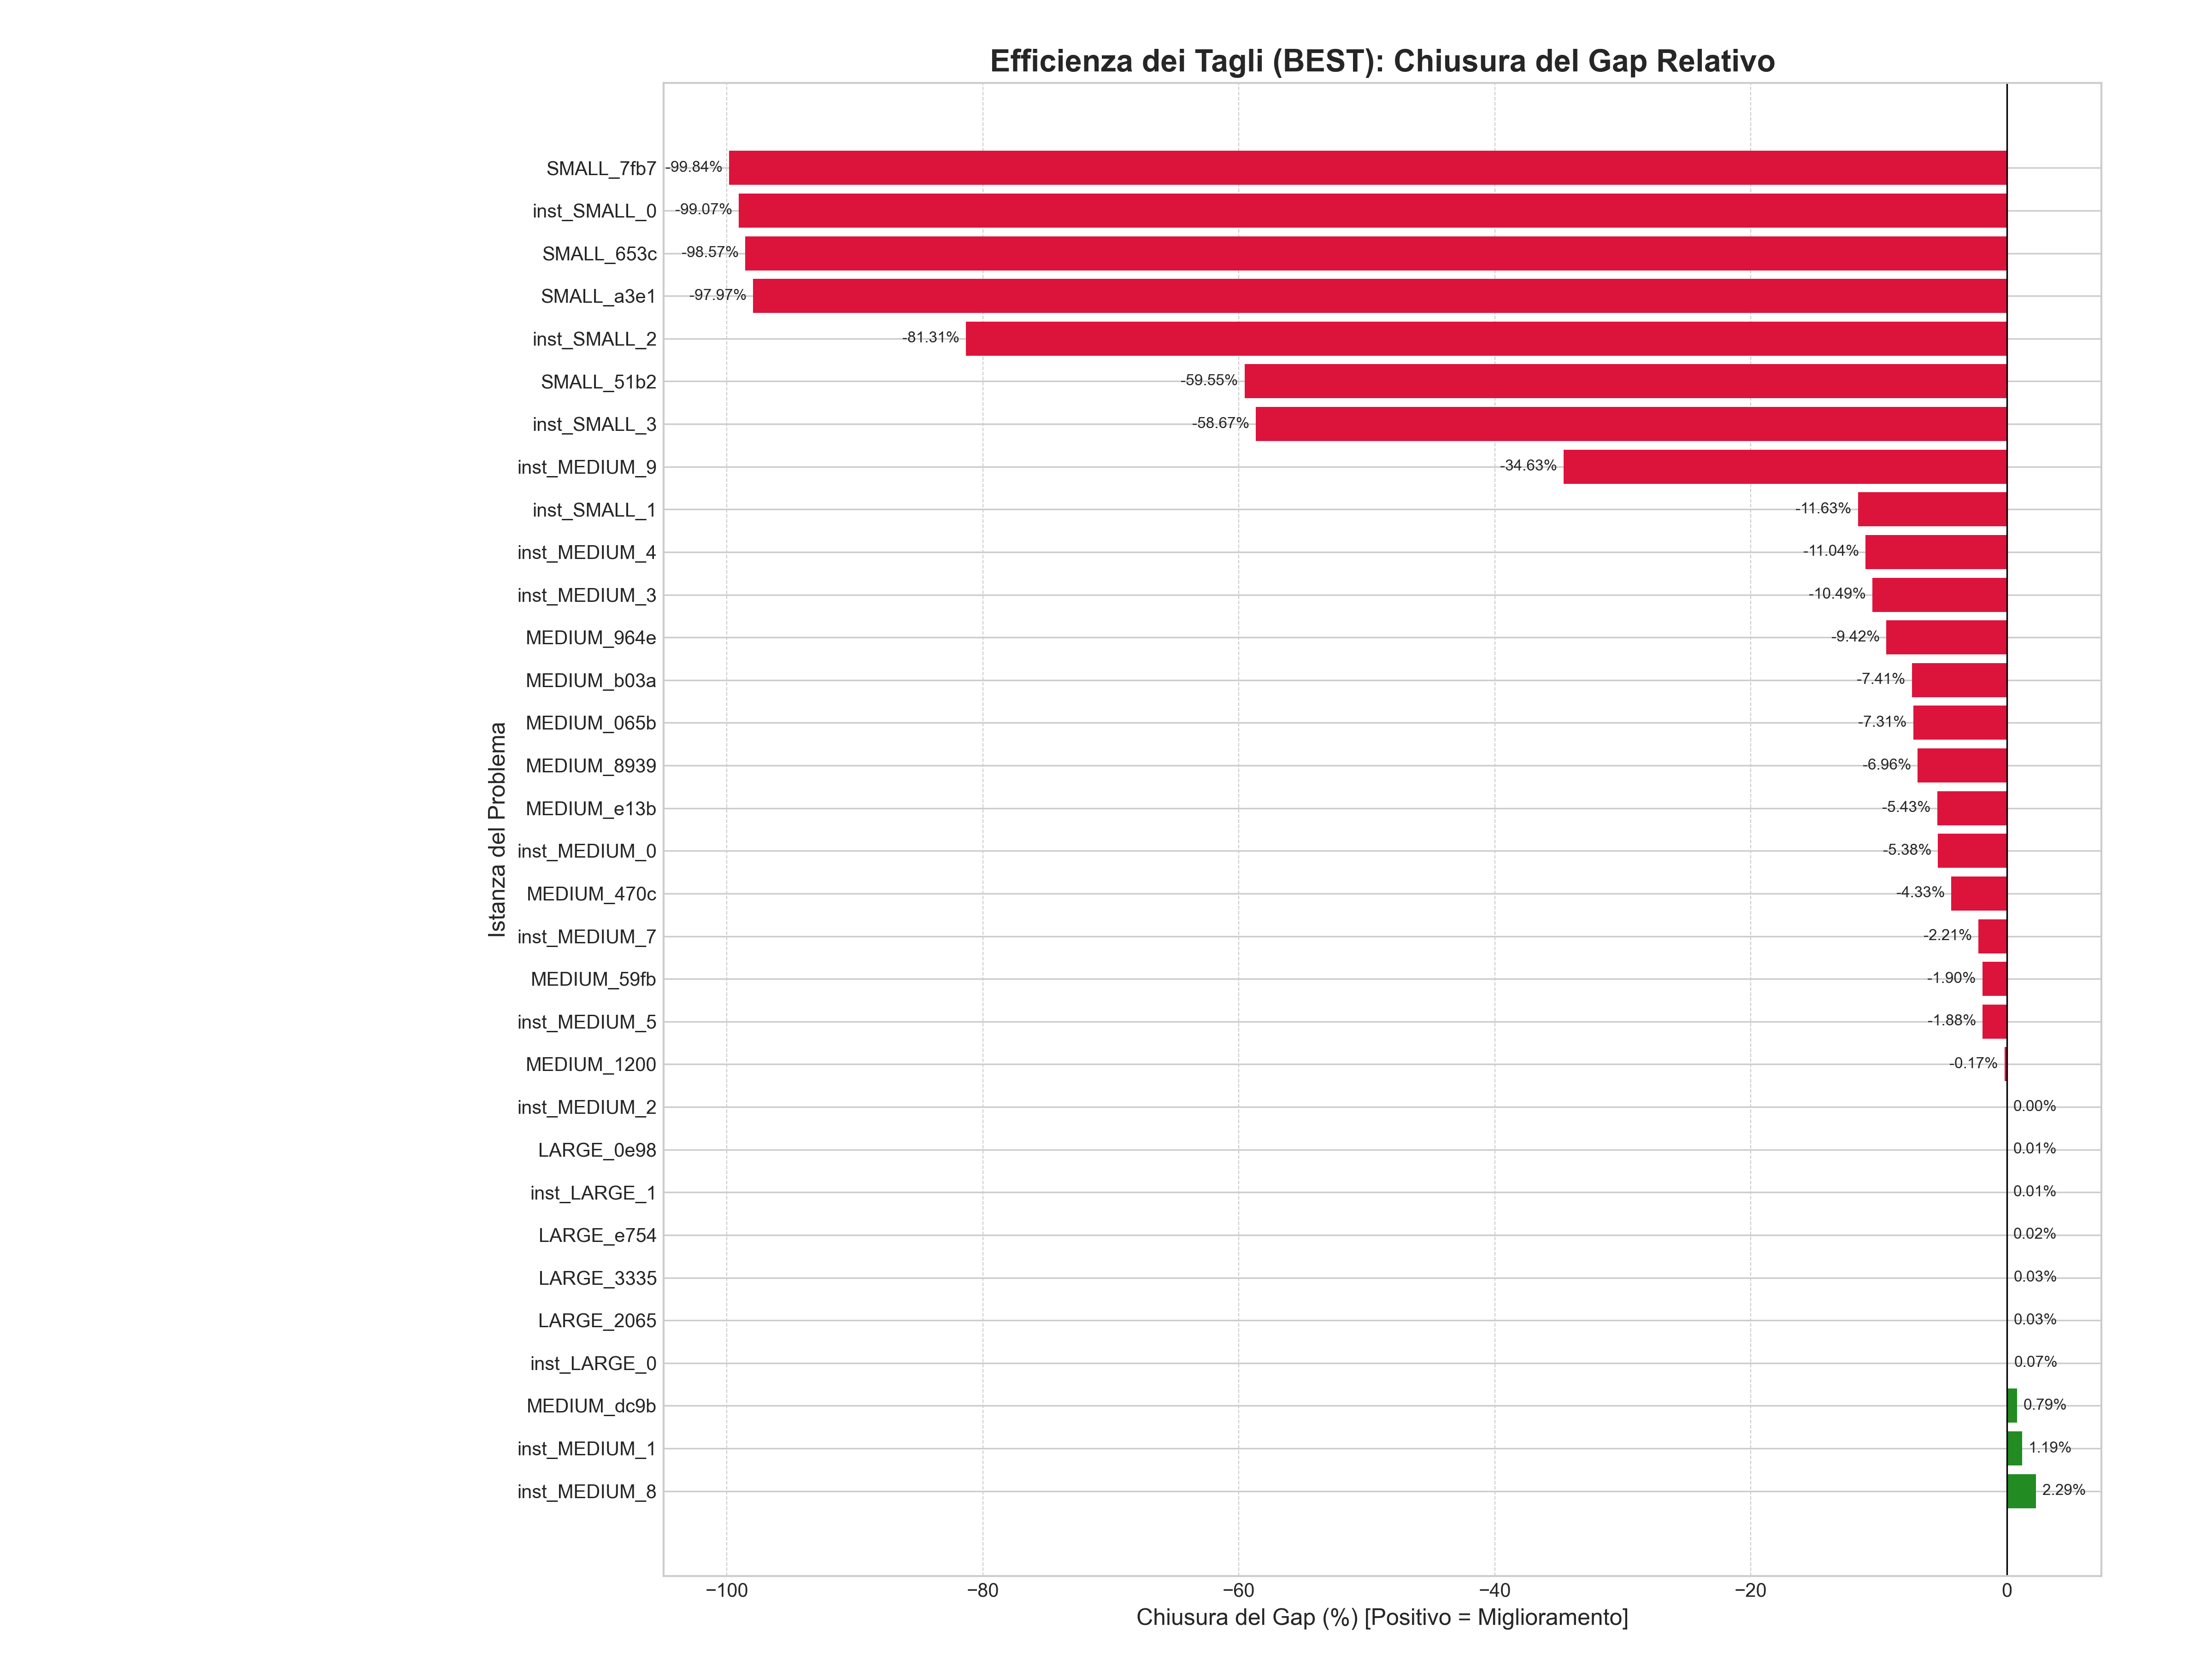 Efficienza dei Tagli (BEST): Chiusura del Gap Relativo
Istanza del Problema
SMALL_7fb7 -99.84%
inst_SMALL_0 -99.07%
SMALL_653c -98.57%
SMALL_a3e1 -97.97%
inst_SMALL_2 -81.31%
SMALL_51b2 -59.55%
inst_SMALL_3 -58.67%
inst_MEDIUM_9 -34.63%
inst_SMALL_1 -11.63%
inst_MEDIUM_4 -11.04%
inst_MEDIUM_3 -10.49%
MEDIUM_964e -9.42%
MEDIUM_b03a -7.41%
MEDIUM_065b -7.31%
MEDIUM_8939 -6.96%
MEDIUM_e13b -5.43%
inst_MEDIUM_0 -5.38%
MEDIUM_470c -4.33%
inst_MEDIUM_7 -2.21%
MEDIUM_59fb -1.90%
inst_MEDIUM_5 -1.88%
MEDIUM_1200 -0.17%
inst_MEDIUM_2 0.00%
LARGE_0e98 0.01%
inst_LARGE_1 0.01%
LARGE_e754 0.02%
LARGE_3335 0.03%
LARGE_2065 0.03%
inst_LARGE_0 0.07%
MEDIUM_dc9b 0.79%
inst_MEDIUM_1 1.19%
inst_MEDIUM_8 2.29%
−100 −80 −60 −40 −20 0
Chiusura del Gap (%) [Positivo = Miglioramento]